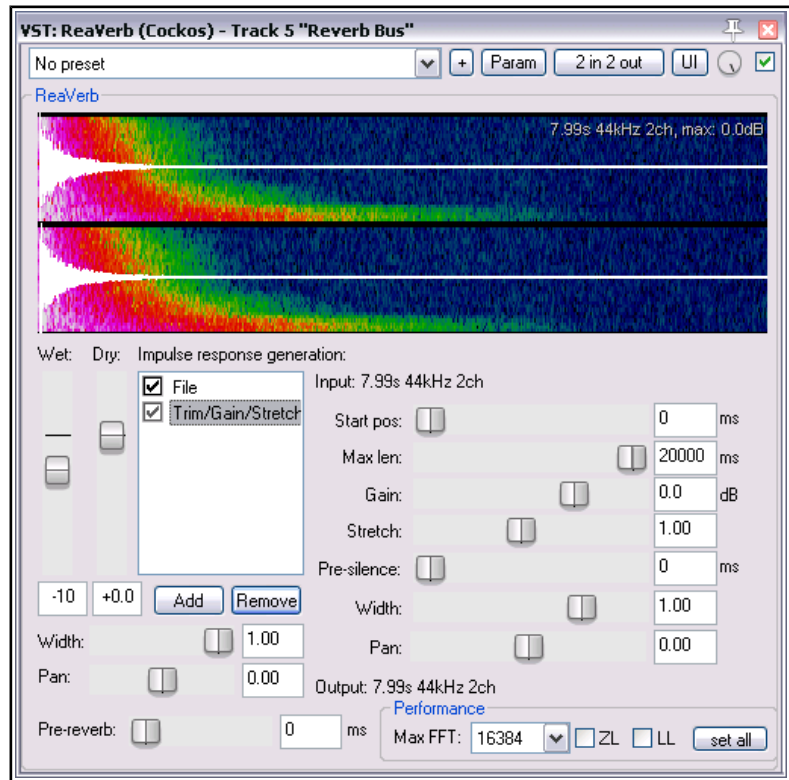 VST: ReaVerb (Cockos) - Track 5 "Reverb Bus"
No preset + Param 2 in 2 out UI
ReaVerb
7.99s 44kHz 2ch, max: 0.0dB
Wet: Dry: Impulse response generation:
File
Trim/Gain/Stretch
-10 +0.0 Add Remove
Width: 1.00
Pan: 0.00
Pre-reverb: 0 ms
Input: 7.99s 44kHz 2ch
Start pos: 0 ms
Max len: 20000 ms
Gain: 0.0 dB
Stretch: 1.00
Pre-silence: 0 ms
Width: 1.00
Pan: 0.00
Output: 7.99s 44kHz 2ch
Performance
Max FFT: 16384 ZL LL set all